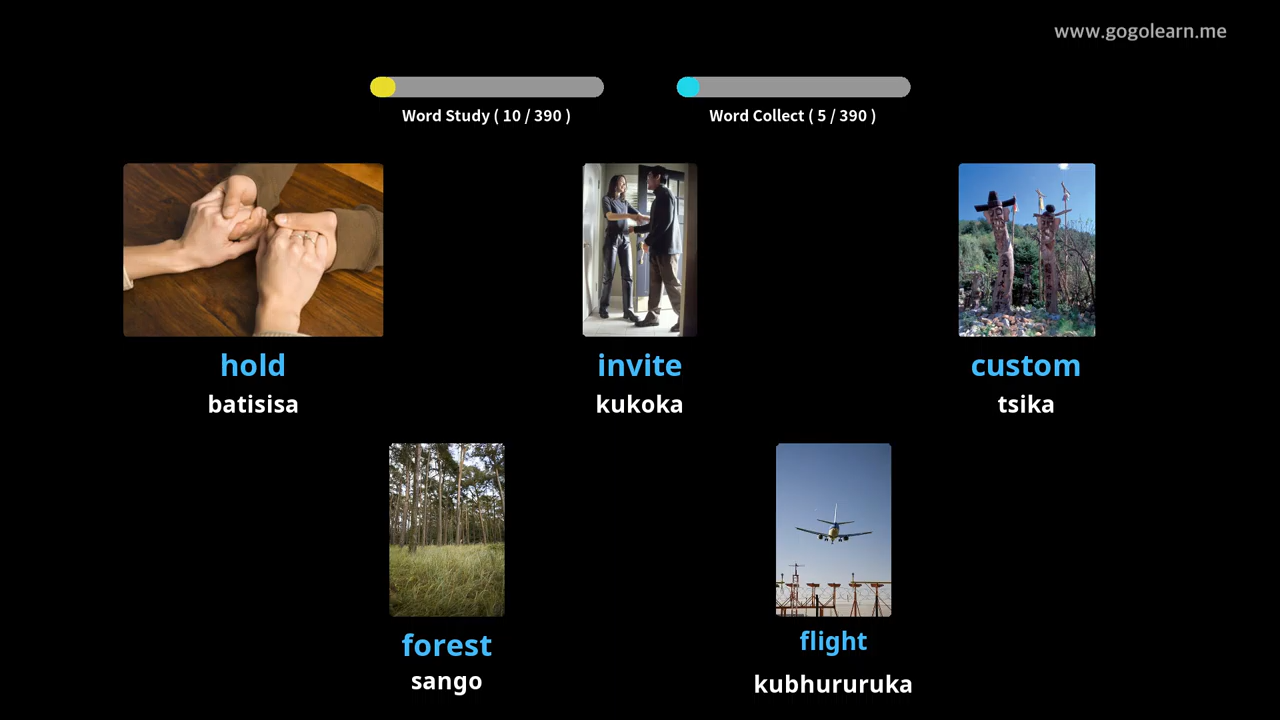 www.gogolearn.me
Word Study ( 10 / 390 )
Word Collect ( 5 / 390 )
hold
batisisa
invite
kukoka
custom
tsika
forest
sango
flight
kubhururuka